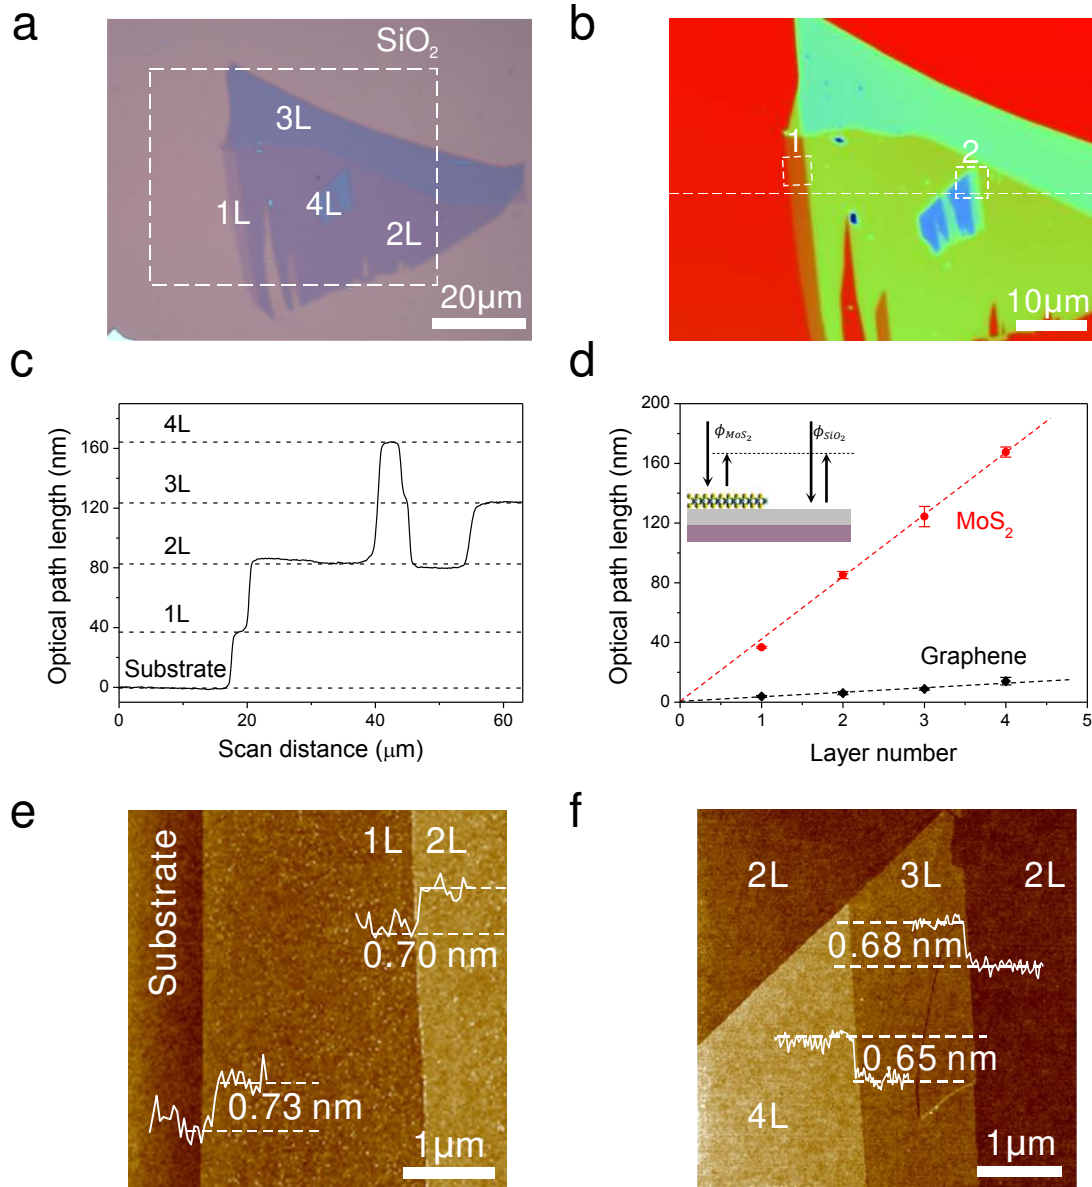 a
SiO₂
3L
1L
4L
2L
20μm
b
1
2
10μm
c
Optical path length (nm)
160
120
80
40
0
4L
3L
2L
1L
Substrate
0 20 40 60
Scan distance (μm)
d
Optical path length (nm)
200
160
120
80
40
0
ϕMoS₂
ϕSiO₂
MoS₂
Graphene
0 1 2 3 4 5
Layer number
e
Substrate
1L 2L
0.70 nm
0.73 nm
1μm
f
2L
3L
2L
0.68 nm
0.65 nm
4L
1μm